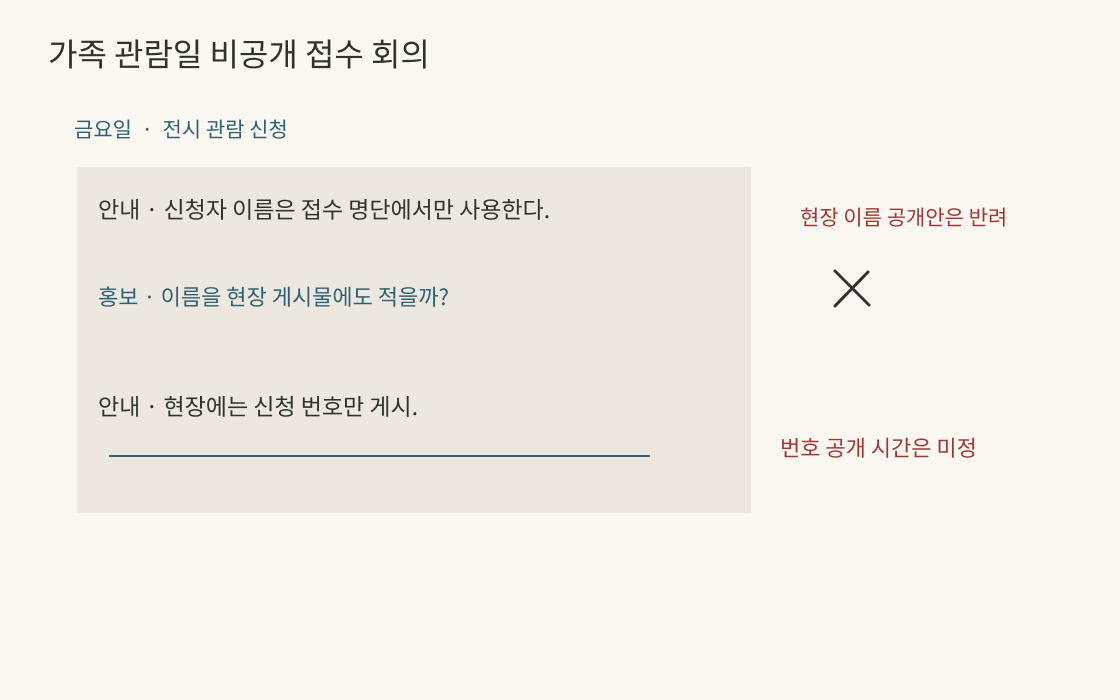 가족 관람일 비공개 접수 회의
금요일 · 전시 관람 신청
안내 · 신청자 이름은 접수 명단에서만 사용한다.
현장 이름 공개안은 반려
홍보 · 이름을 현장 게시물에도 적을까?
안내 · 현장에는 신청 번호만 게시.
번호 공개 시간은 미정